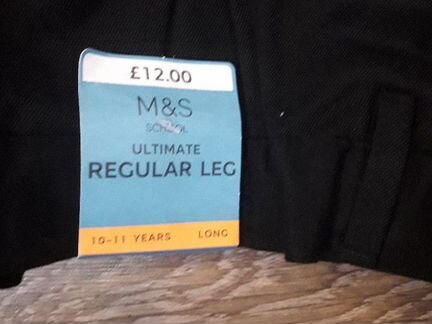 £12.00
M&S
SCHOOL
ULTIMATE
REGULAR LEG
10-11 YEARS LONG